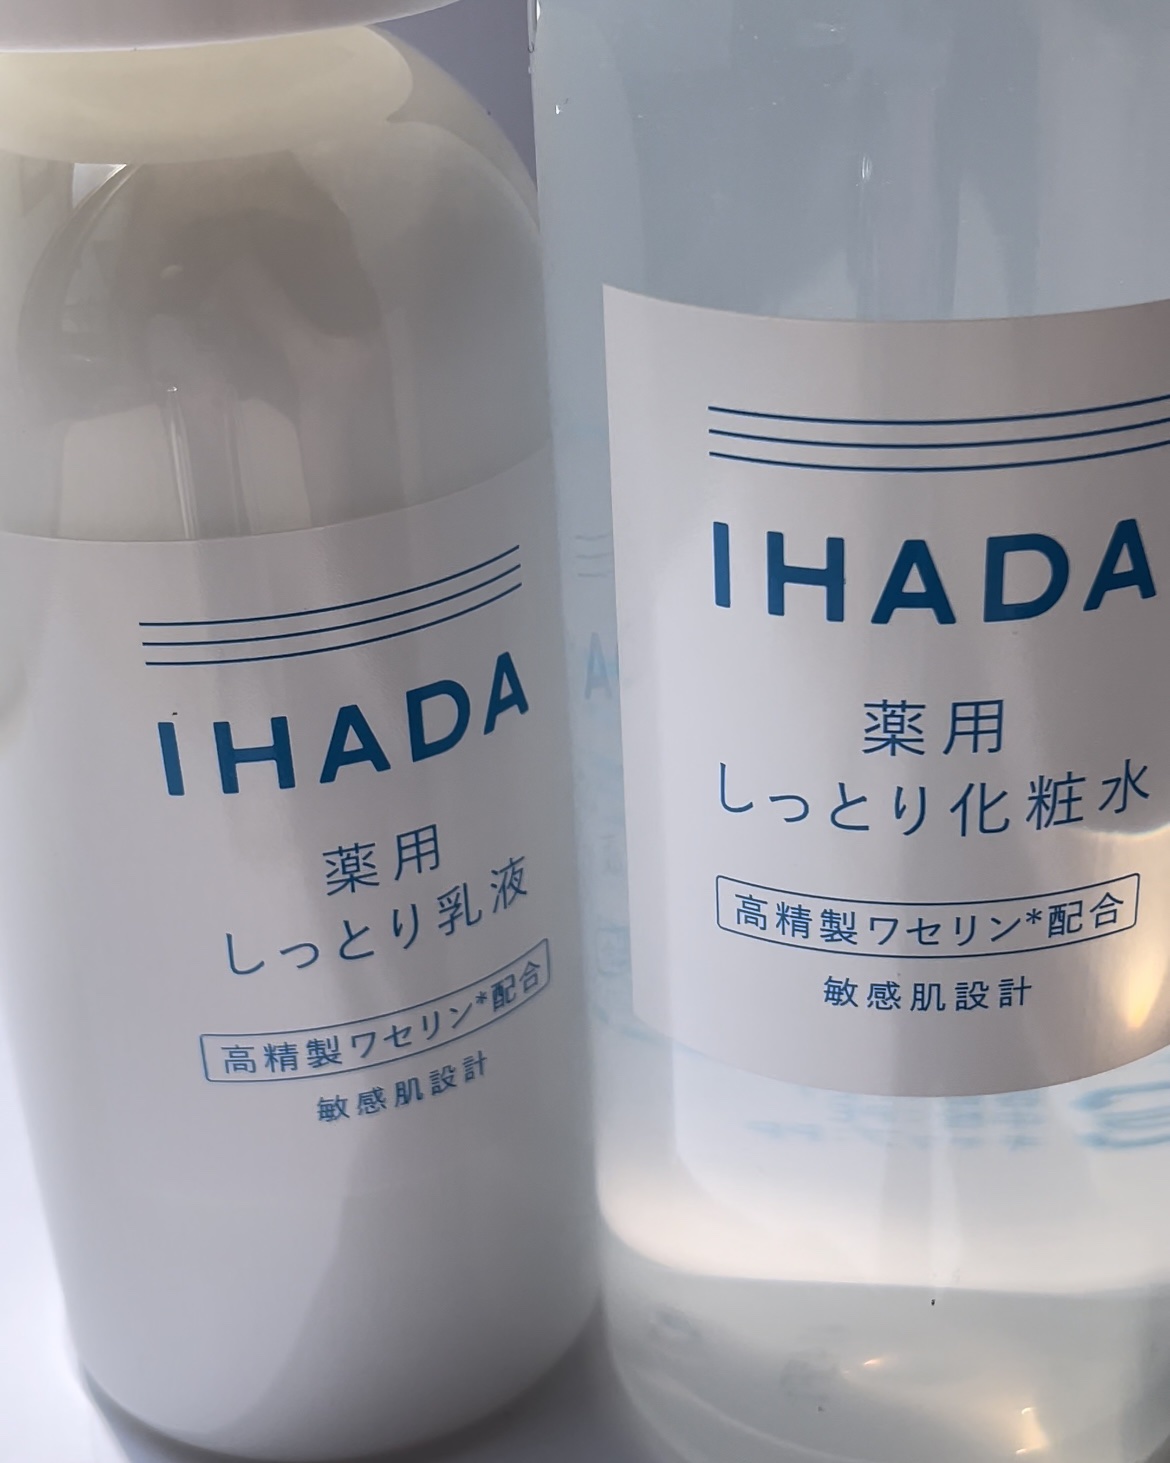 IHADA
薬用
しっとり乳液
高精製ワセリン*配合
敏感肌設計
IHADA
薬用
しっとり化粧水
高精製ワセリン*配合
敏感肌設計